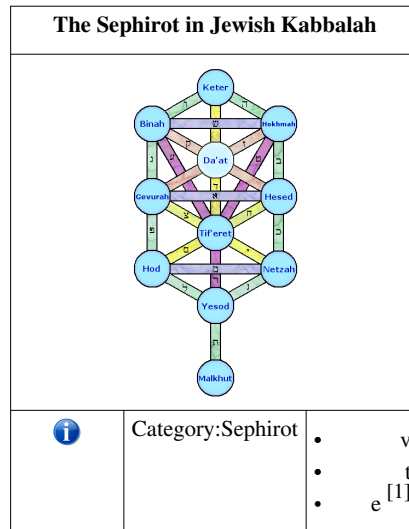 The Sephirot in Jewish Kabbalah
Keter
Binah
Hokhmah
ש
Da'at
Gevurah
א
Hesed
Tif'eret
Hod
מ
Netzah
Yesod
ת
Malkhut
Category:Sephirot
• v
• t
• e [1]